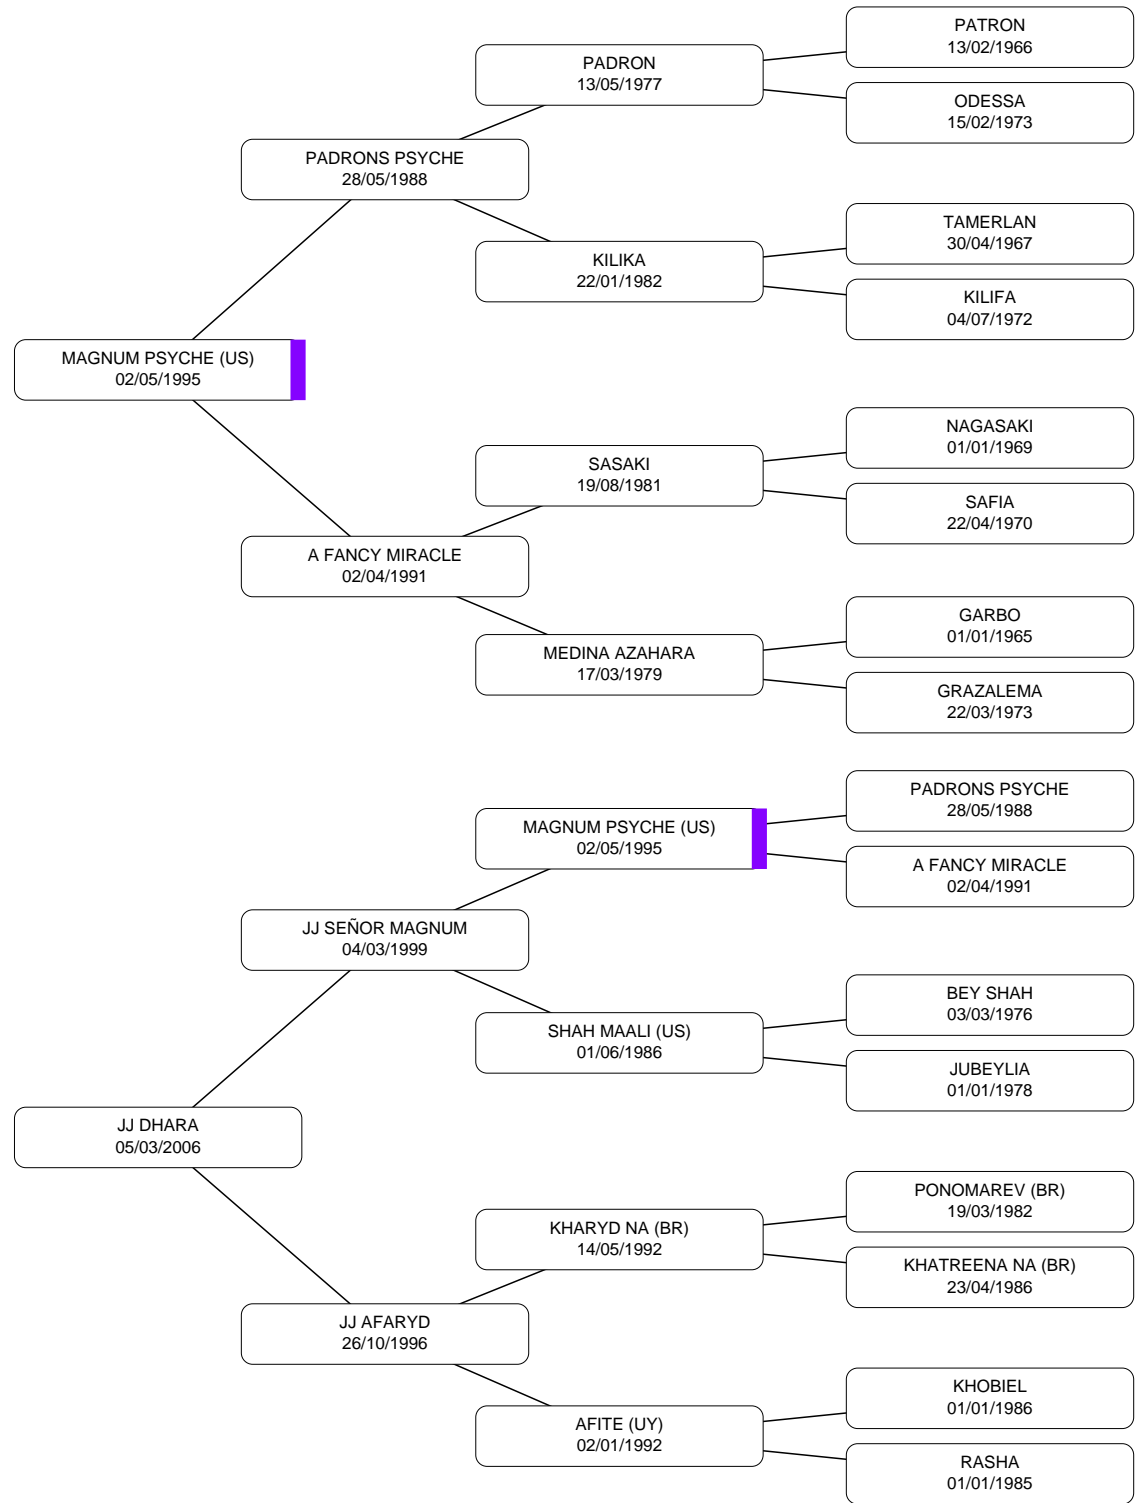 PATRON
13/02/1966
PADRON
13/05/1977
ODESSA
15/02/1973
PADRONS PSYCHE
28/05/1988
TAMERLAN
30/04/1967
KILIKA
22/01/1982
KILIFA
04/07/1972
MAGNUM PSYCHE (US)
02/05/1995
NAGASAKI
01/01/1969
SASAKI
19/08/1981
SAFIA
22/04/1970
A FANCY MIRACLE
02/04/1991
GARBO
01/01/1965
MEDINA AZAHARA
17/03/1979
GRAZALEMA
22/03/1973
PADRONS PSYCHE
28/05/1988
MAGNUM PSYCHE (US)
02/05/1995
A FANCY MIRACLE
02/04/1991
JJ SEÑOR MAGNUM
04/03/1999
BEY SHAH
03/03/1976
SHAH MAALI (US)
01/06/1986
JUBEYLIA
01/01/1978
JJ DHARA
05/03/2006
PONOMAREV (BR)
19/03/1982
KHARYD NA (BR)
14/05/1992
KHATREENA NA (BR)
23/04/1986
JJ AFARYD
26/10/1996
KHOBIEL
01/01/1986
AFITE (UY)
02/01/1992
RASHA
01/01/1985